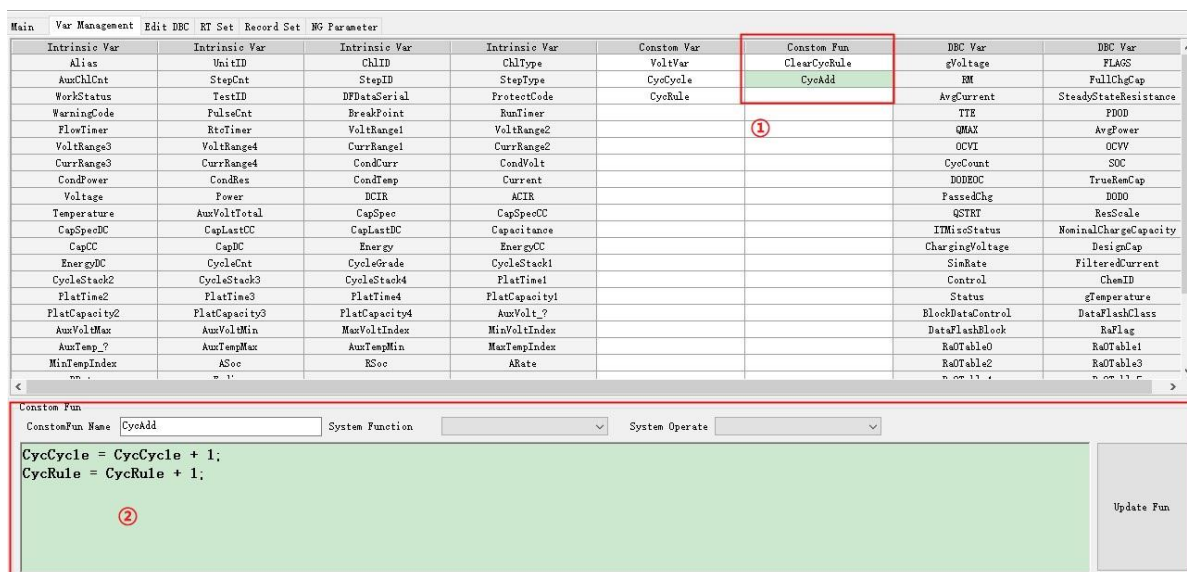 Main Var Management Edit DBC RT Set Record Set NG Parameter
Intrinsic Var Intrinsic Var Intrinsic Var Intrinsic Var Constom Var Constom Fun DBC Var DBC Var
Alias UnitID ChlID ChlType VoltVar ClearCycRule gVoltage FLAGS
AuxChlCnt StepCnt StepID StepType CycCycle CycAdd RM FullChgCap
WorkStatus TestID DFDataSerial ProtectCode CycRule AvgCurrent SteadyStateResistance
WarningCode PulseCnt BreakPoint RunTimer TTE PDOD
FlowTimer RtcTimer VoltRange1 VoltRange2 ① QMAX AvgPower
VoltRange3 VoltRange4 CurrRange1 CurrRange2 OCVI OCVV
CurrRange3 CurrRange4 CondCurr CondVolt CycCount SOC
CondPower CondRes CondTemp Current DODEOC TrueRemCap
Voltage Power DCIR ACIR PassedChg DODO
Temperature AuxVoltTotal CapSpec CapSpecCC QSTRT ResScale
CapSpecDC CapLastCC CapLastDC Capacitance ITMiscStatus NominalChargeCapacity
CapCC CapDC Energy EnergyCC ChargingVoltage DesignCap
EnergyDC CycleCnt CycleGrade CycleStack1 SimRate FilteredCurrent
CycleStack2 CycleStack3 CycleStack4 PlatTime1 Control ChemID
PlatTime2 PlatTime3 PlatTime4 PlatCapacity1 Status gTemperature
PlatCapacity2 PlatCapacity3 PlatCapacity4 AuxVolt_? BlockDataControl DataFlashClass
AuxVoltMax AuxVoltMin MaxVoltIndex MinVoltIndex DataFlashBlock RaFlag
AuxTemp_? AuxTempMax AuxTempMin MaxTempIndex Ra0Table0 Ra0Table1
MinTempIndex ASoc RSoc ARate Ra0Table2 Ra0Table3
Constom Fun
ConstomFun Name CycAdd System Function System Operate
CycCycle = CycCycle + 1;
CycRule = CycRule + 1;
②
Update Fun